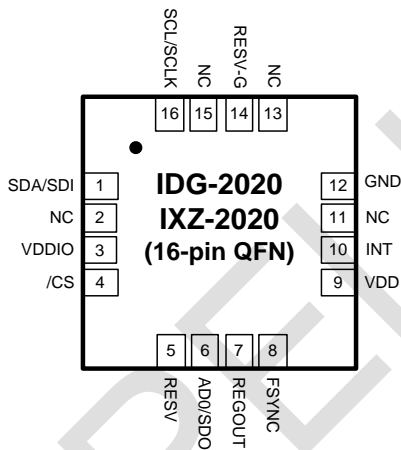 SCL/SCLK
NC
RESV-G
NC
16
15
14
13
SDA/SDI 1
NC 2
VDDIO 3
/CS 4
IDG-2020
IXZ-2020
(16-pin QFN)
12 GND
11 NC
10 INT
9 VDD
5
6
7
8
RESV
AD0/SDO
REGOUT
FSYNC